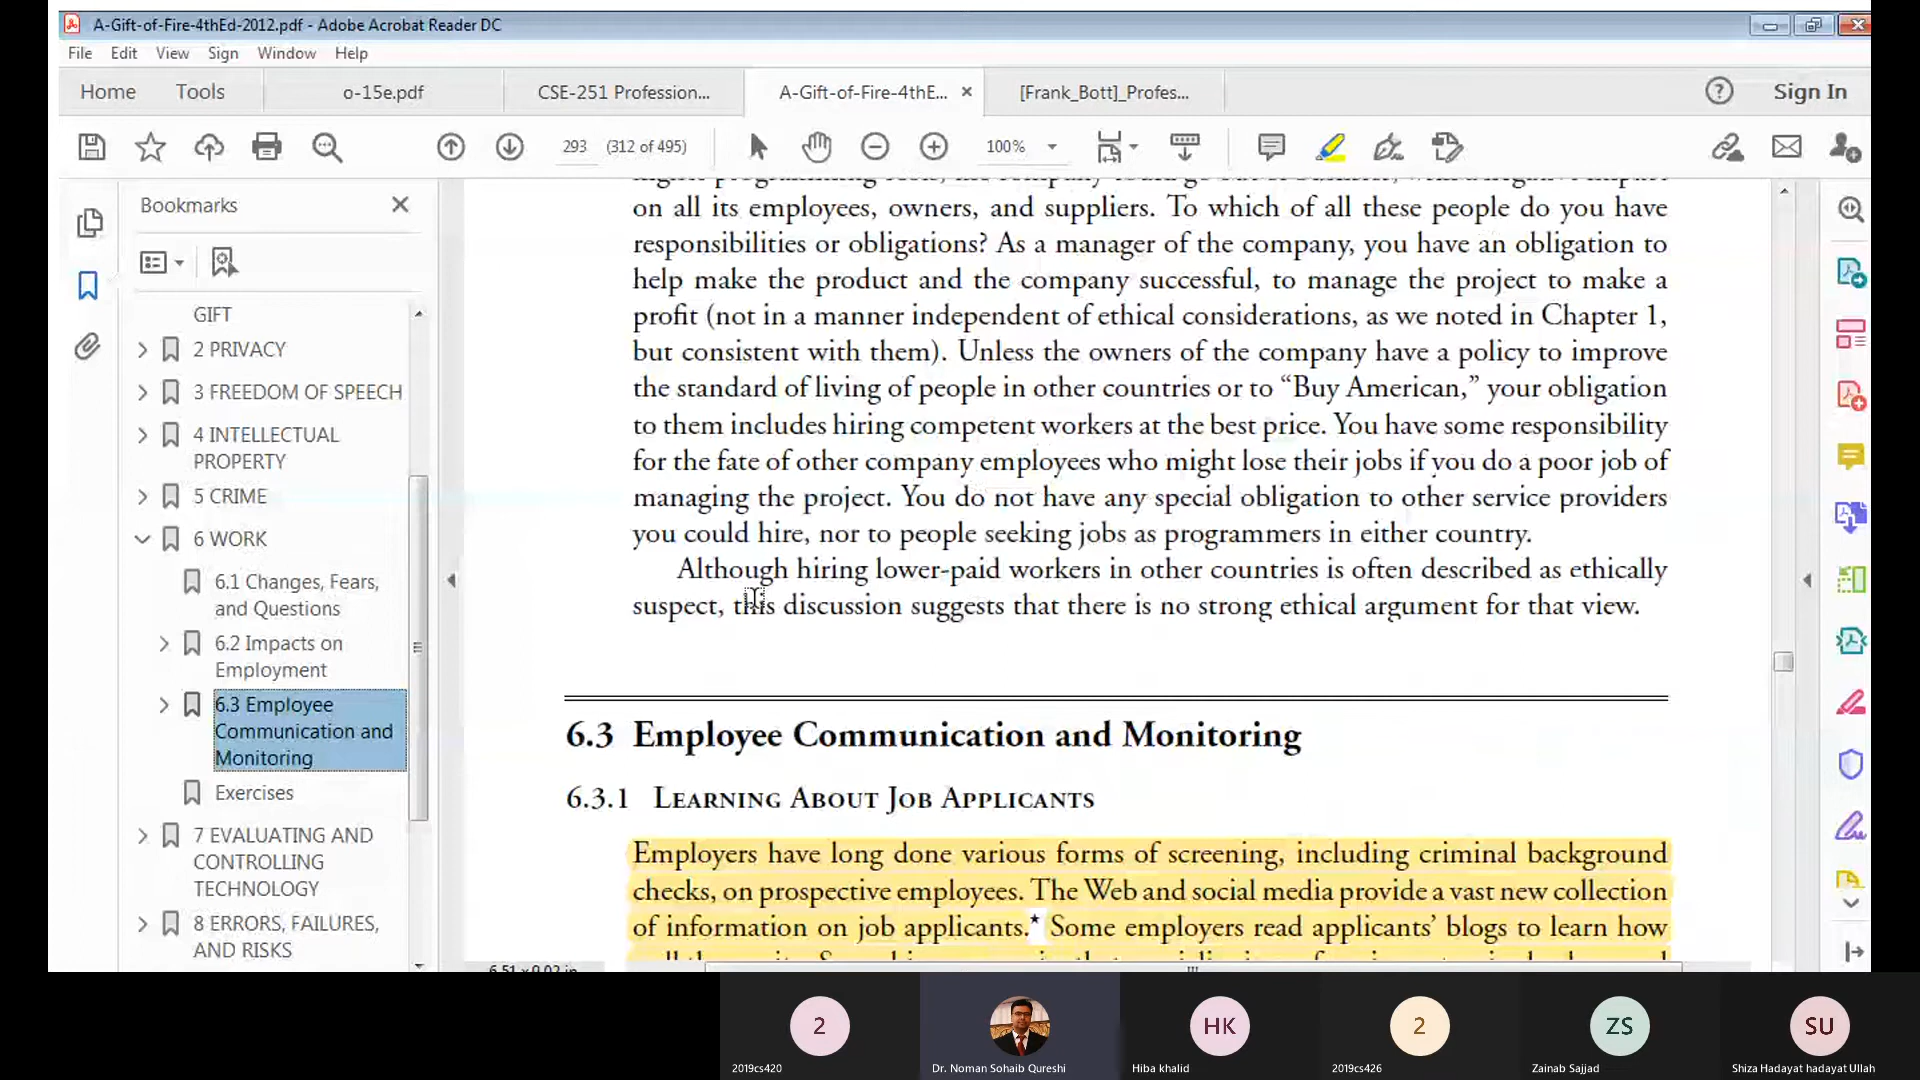 A-Gift-of-Fire-4thEd-2012.pdf - Adobe Acrobat Reader DC
File Edit View Sign Window Help
Home Tools o-15e.pdf CSE-251 Profession... A-Gift-of-Fire-4thE... [Frank_Bott]_Profes... Sign In
293 (312 of 495) 100%
Bookmarks
GIFT
2 PRIVACY
3 FREEDOM OF SPEECH
4 INTELLECTUAL
PROPERTY
5 CRIME
6 WORK
6.1 Changes, Fears,
and Questions
6.2 Impacts on
Employment
6.3 Employee
Communication and
Monitoring
Exercises
7 EVALUATING AND
CONTROLLING
TECHNOLOGY
8 ERRORS, FAILURES,
AND RISKS
on all its employees, owners, and suppliers. To which of all these people do you have
responsibilities or obligations? As a manager of the company, you have an obligation to
help make the product and the company successful, to manage the project to make a
profit (not in a manner independent of ethical considerations, as we noted in Chapter 1,
but consistent with them). Unless the owners of the company have a policy to improve
the standard of living of people in other countries or to “Buy American,” your obligation
to them includes hiring competent workers at the best price. You have some responsibility
for the fate of other company employees who might lose their jobs if you do a poor job of
managing the project. You do not have any special obligation to other service providers
you could hire, nor to people seeking jobs as programmers in either country.
Although hiring lower-paid workers in other countries is often described as ethically
suspect, this discussion suggests that there is no strong ethical argument for that view.
6.3 Employee Communication and Monitoring
6.3.1 Learning About Job Applicants
Employers have long done various forms of screening, including criminal background
checks, on prospective employees. The Web and social media provide a vast new collection
of information on job applicants.* Some employers read applicants’ blogs to learn how
2 HK 2 ZS SU
2019cs420 Dr. Noman Sohaib Qureshi Hiba khalid 2019cs426 Zainab Sajjad Shiza Hadayat hadayat Ullah